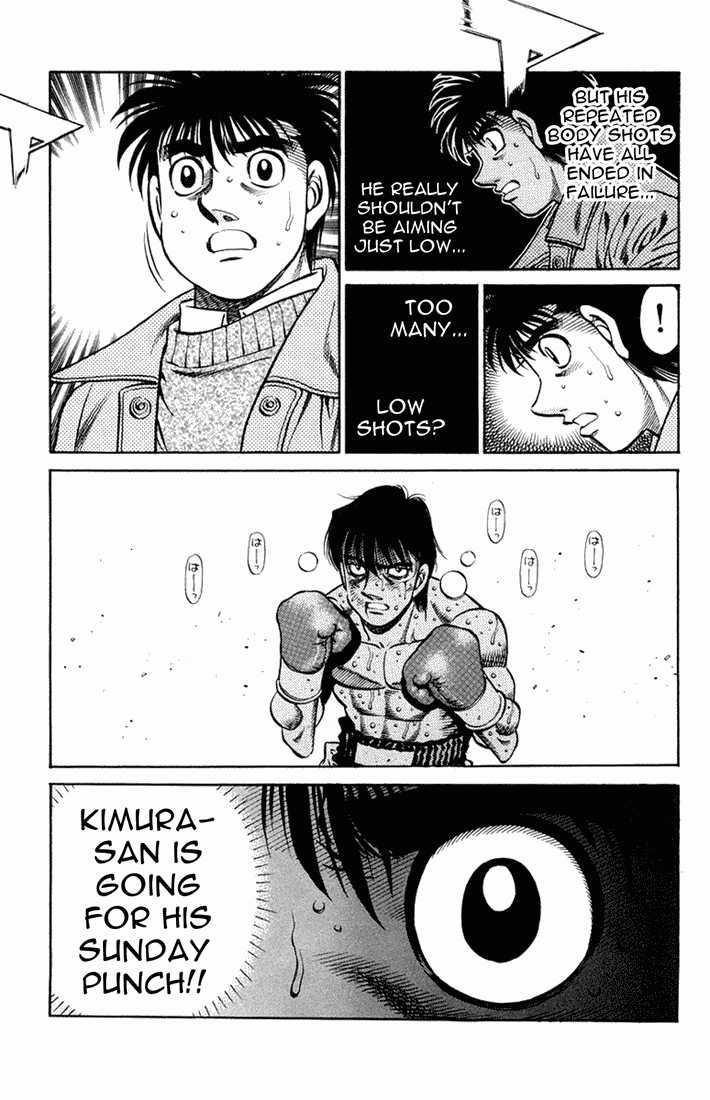 BUT HIS
REPEATED
BODY SHOTS
HAVE ALL
ENDED IN
FAILURE...
HE REALLY
SHOULDN'T
BE AIMING
JUST LOW...
!
TOO
MANY...
LOW
SHOTS?
はーっ
はーっ
はーっ
はーっ
はーっ
KIMURA-
SAN IS
GOING
FOR HIS
SUNDAY
PUNCH!!